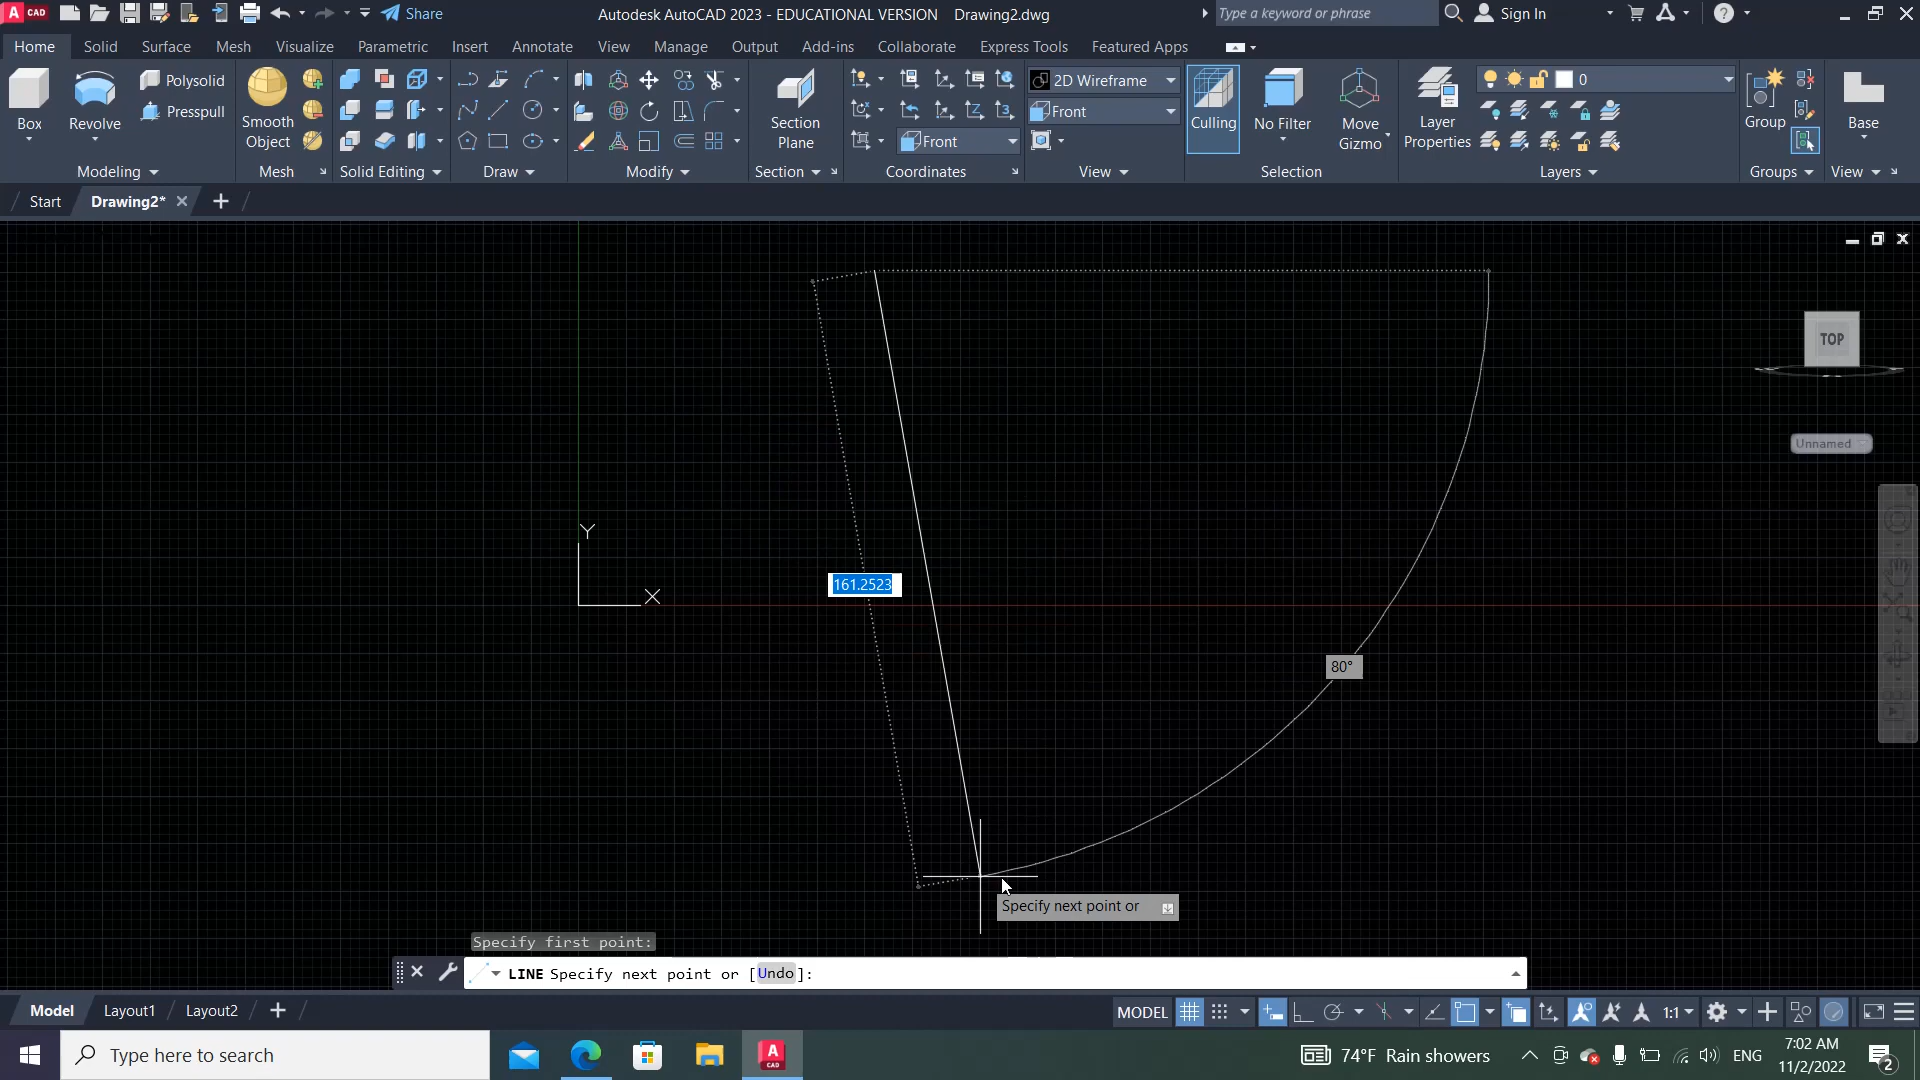 A CAD
Share
Autodesk AutoCAD 2023 - EDUCATIONAL VERSION Drawing2.dwg
Type a keyword or phrase
Sign In
Home Solid Surface Mesh Visualize Parametric Insert Annotate View Manage Output Add-ins Collaborate Express Tools Featured Apps
Box
Revolve
Polysolid
Presspull
Modeling
Smooth Object
Mesh
Solid Editing
Draw
Modify
Section Plane
Section
Front
Coordinates
2D Wireframe
Front
View
Culling
No Filter
Move Gizmo
Selection
Layer Properties
0
Layers
Group
Groups
Base
View
Start
Drawing2*
TOP
Unnamed
Y
X
161.2523
80°
Specify next point or
Specify first point:
LINE Specify next point or [Undo]:
Model Layout1 Layout2
MODEL
1:1
Type here to search
A CAD
74°F Rain showers
ENG
7:02 AM
11/2/2022
2